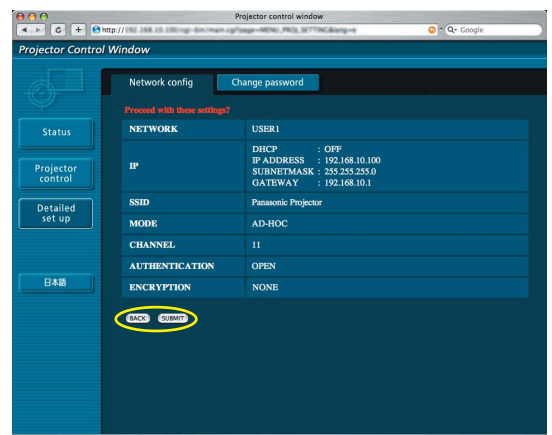 Projector control window
http://
Google
Projector Control Window
Network config
Change password
Proceed with these settings?
Status
Projector
control
Detailed
set up
日本語
NETWORK USER1
IP
DHCP : OFF
IP ADDRESS : 192.168.10.100
SUBNETMASK : 255.255.255.0
GATEWAY : 192.168.10.1
SSID Panasonic Projector
MODE AD-HOC
CHANNEL 11
AUTHENTICATION OPEN
ENCRYPTION NONE
BACK SUBMIT